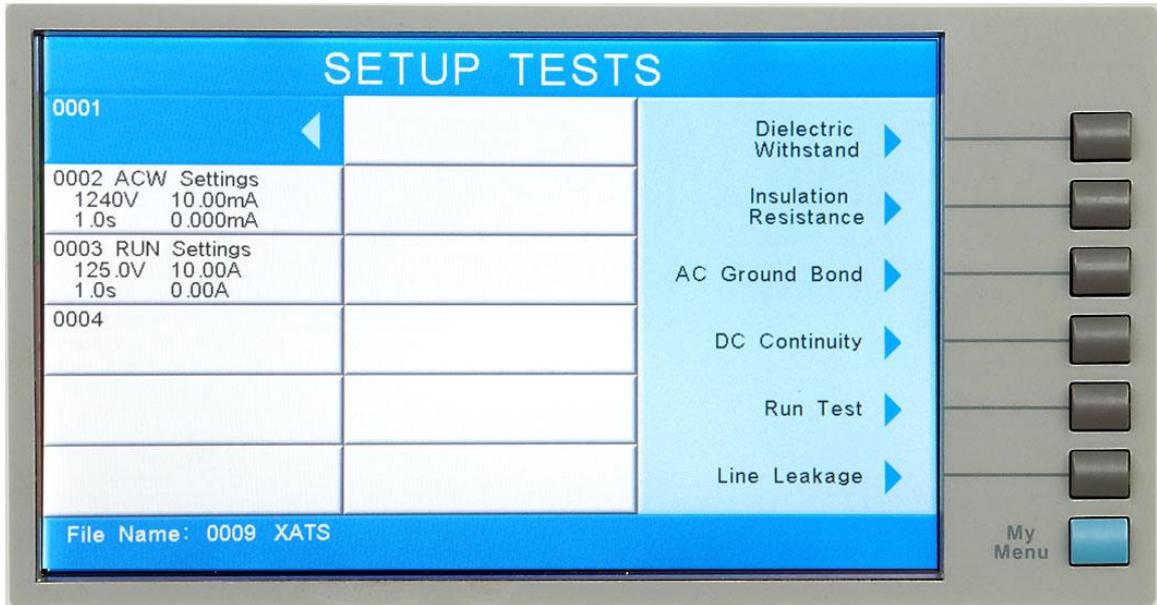 SETUP TESTS
0001
0002 ACW Settings
1240V 10.00mA
1.0s 0.000mA
0003 RUN Settings
125.0V 10.00A
1.0s 0.00A
0004
Dielectric
Withstand
Insulation
Resistance
AC Ground Bond
DC Continuity
Run Test
Line Leakage
File Name: 0009 XATS
My
Menu